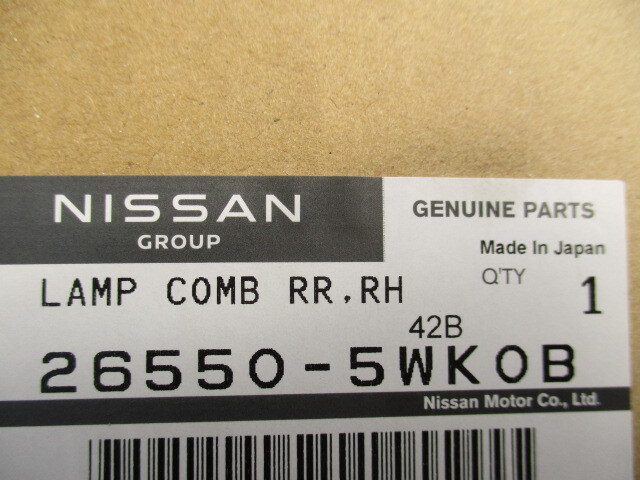 NISSAN
GROUP
GENUINE PARTS
Made In Japan
LAMP COMB RR,RH
Q'TY 1
42B
26550-5WK0B
Nissan Motor Co., Ltd.